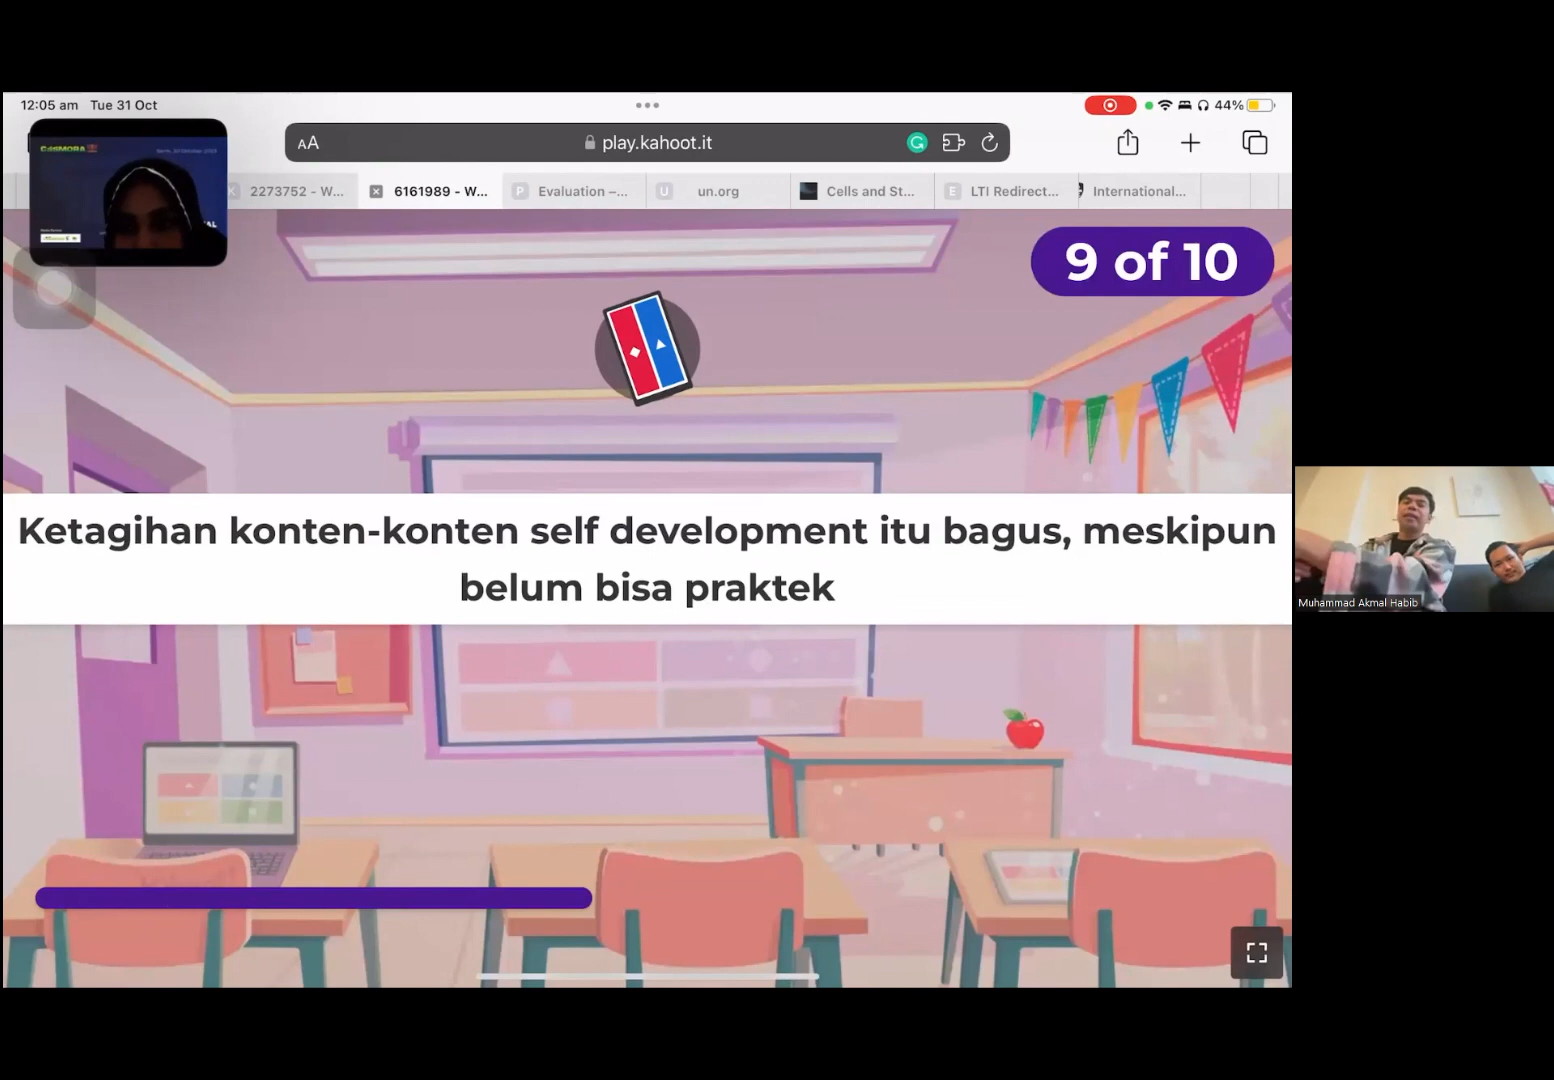 12:05 am Tue 31 Oct
44%
AA
play.kahoot.it
2273752 - W...
6161989 - W...
P Evaluation –...
U un.org
Cells and St...
E LTI Redirect...
International...
9 of 10
Ketagihan konten-konten self development itu bagus, meskipun
belum bisa praktek
Muhammad Akmal Habib